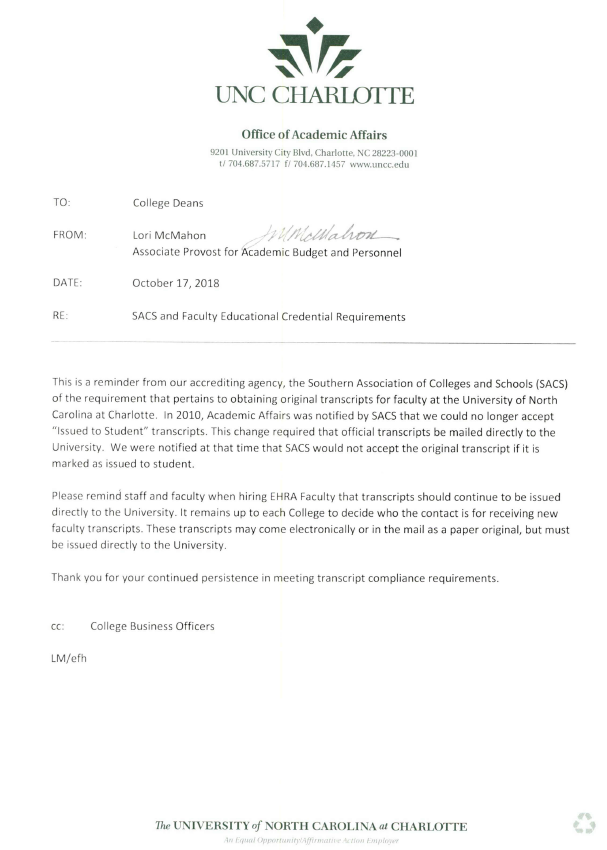 UNC CHARLOTTE
Office of Academic Affairs
9201 University City Blvd, Charlotte, NC 28223-0001
t/ 704.687.5717 f/ 704.687.1457 www.uncc.edu
TO: College Deans
FROM: Lori McMahon JMMcMahon
Associate Provost for Academic Budget and Personnel
DATE: October 17, 2018
RE: SACS and Faculty Educational Credential Requirements
This is a reminder from our accrediting agency, the Southern Association of Colleges and Schools (SACS)
of the requirement that pertains to obtaining original transcripts for faculty at the University of North
Carolina at Charlotte. In 2010, Academic Affairs was notified by SACS that we could no longer accept
"Issued to Student" transcripts. This change required that official transcripts be mailed directly to the
University. We were notified at that time that SACS would not accept the original transcript if it is
marked as issued to student.
Please remind staff and faculty when hiring EHRA Faculty that transcripts should continue to be issued
directly to the University. It remains up to each College to decide who the contact is for receiving new
faculty transcripts. These transcripts may come electronically or in the mail as a paper original, but must
be issued directly to the University.
Thank you for your continued persistence in meeting transcript compliance requirements.
cc: College Business Officers
LM/efh
The UNIVERSITY of NORTH CAROLINA at CHARLOTTE
An Equal Opportunity/Affirmative Action Employer